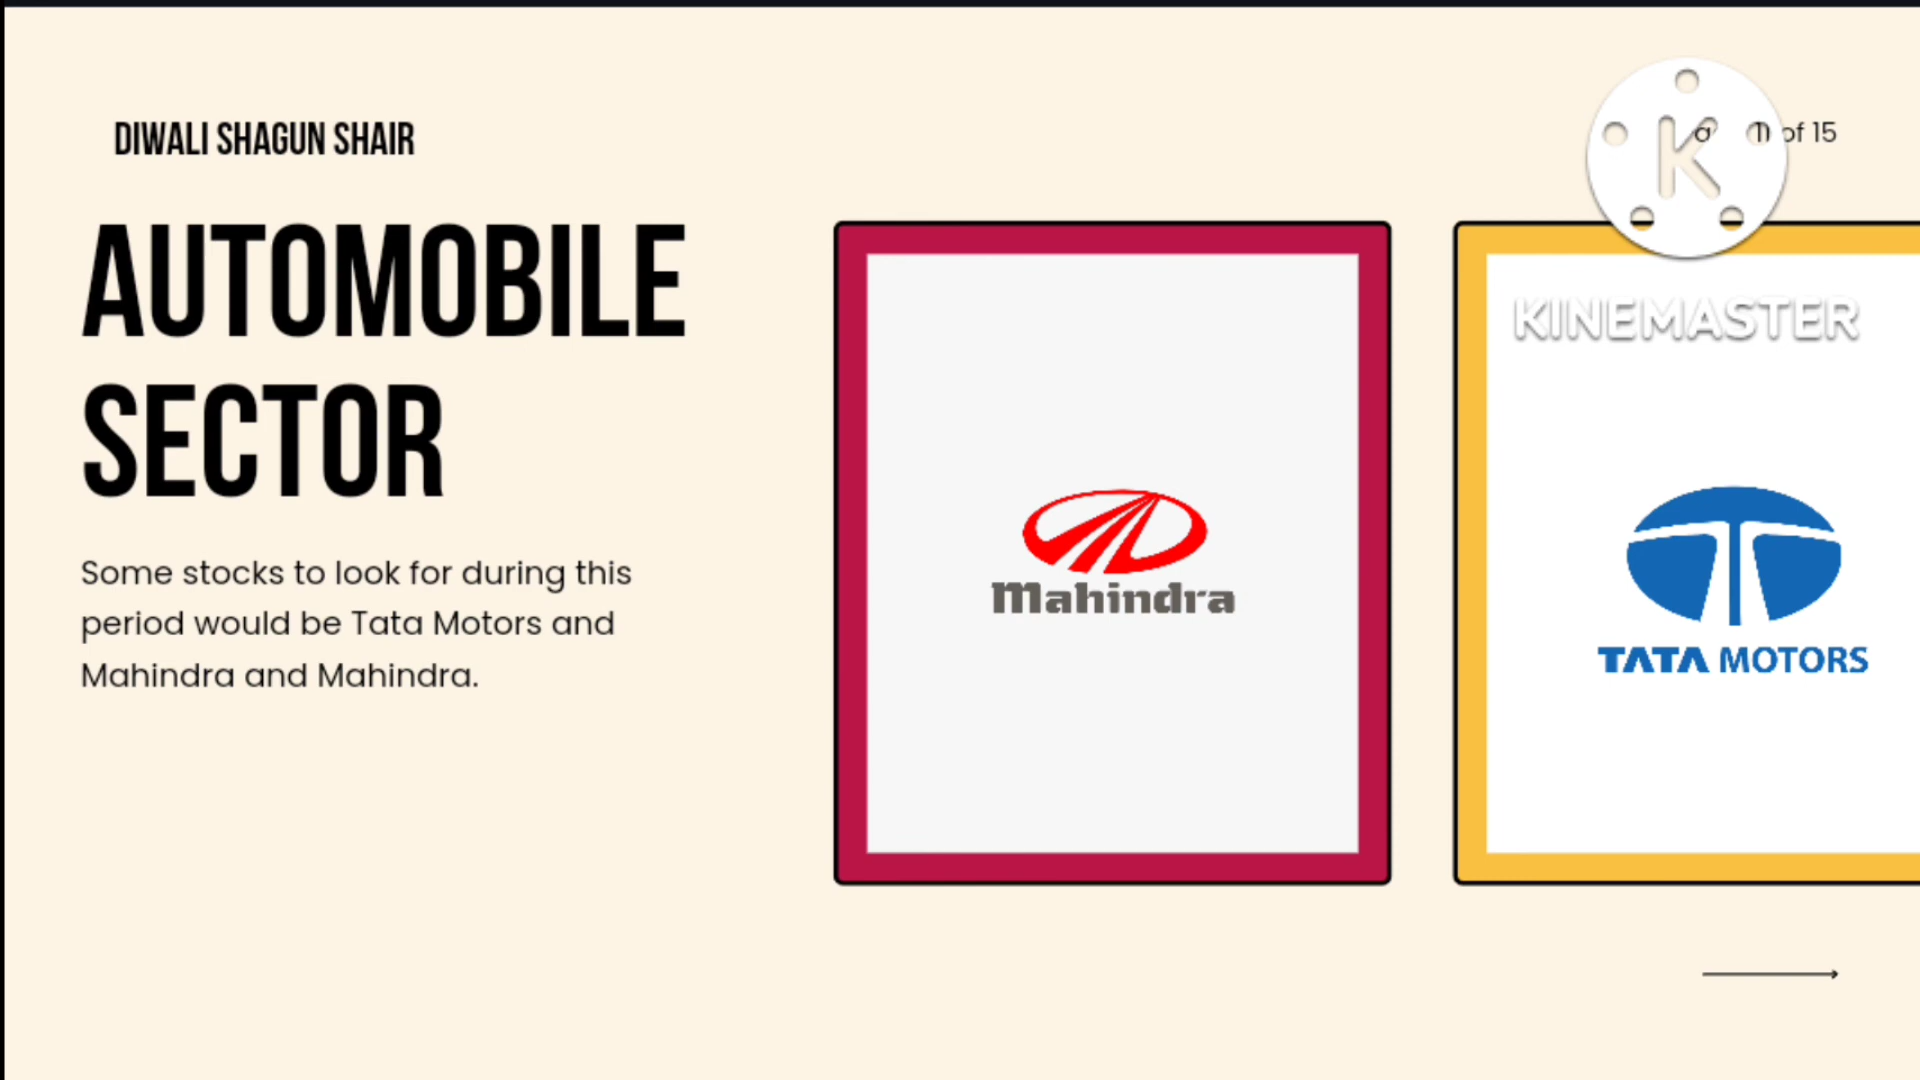 DIWALI SHAGUN SHAIR
11 of 15
KINEMASTER
AUTOMOBILE
SECTOR
Some stocks to look for during this
period would be Tata Motors and
Mahindra and Mahindra.
Mahindra
TATA MOTORS